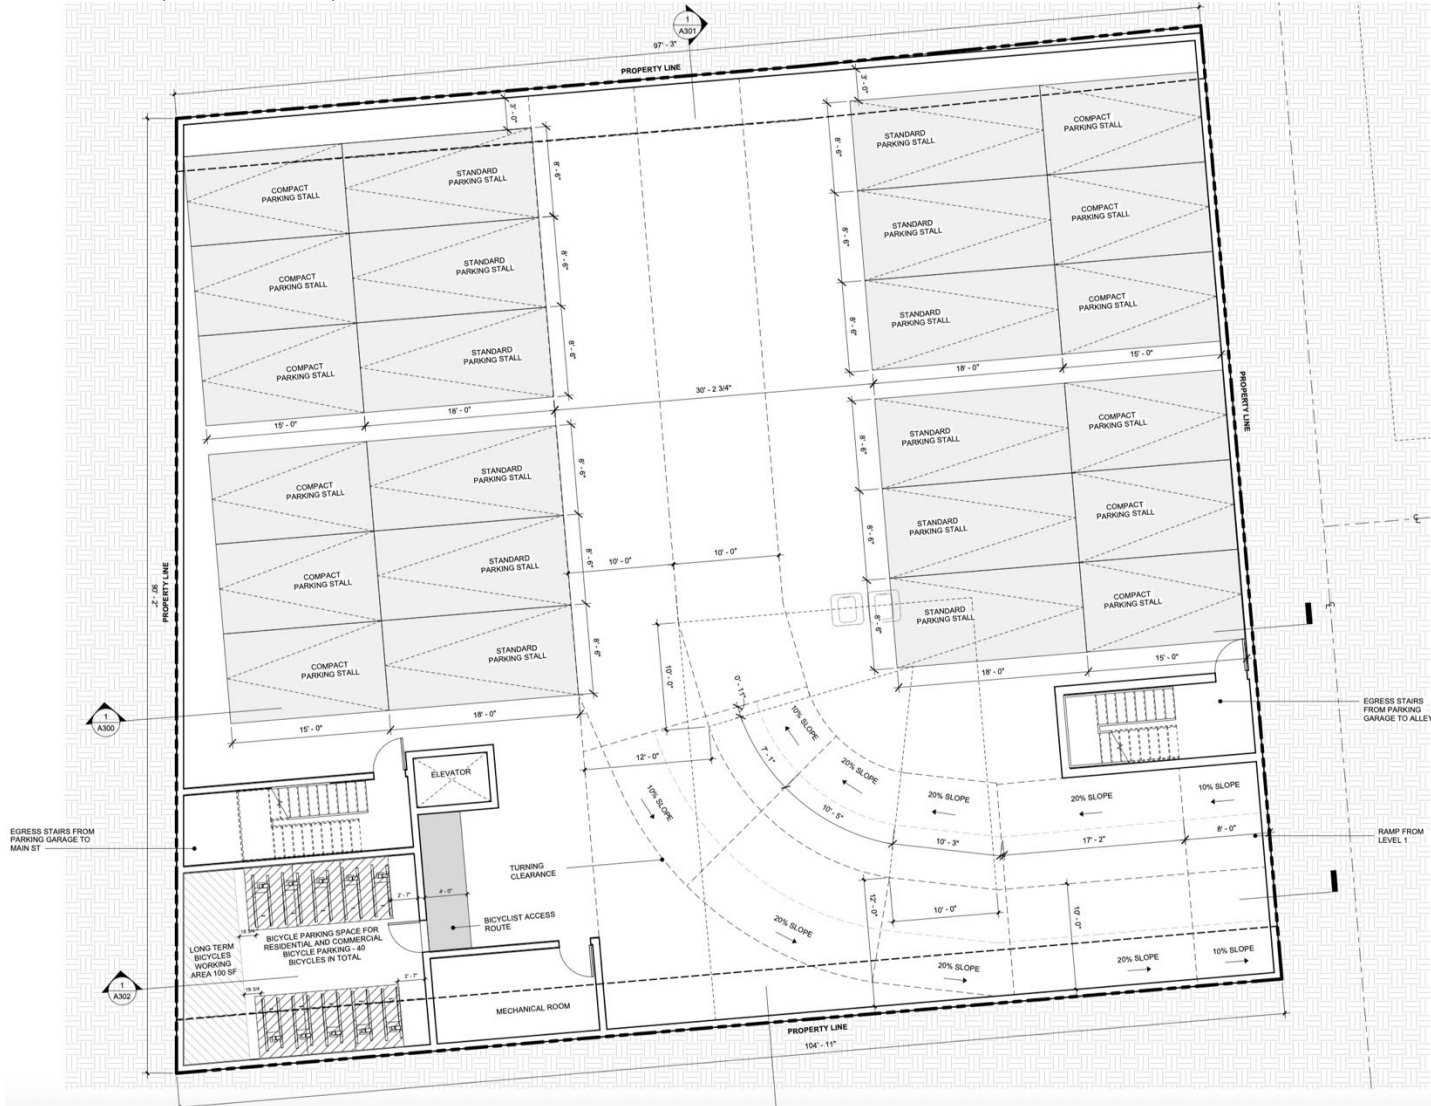 1
A301
97' - 3"
PROPERTY LINE
3' - 0"
3' - 0"
COMPACT
PARKING STALL
STANDARD
PARKING STALL
8' - 6"
8' - 6"
STANDARD
PARKING STALL
COMPACT
PARKING STALL
COMPACT
PARKING STALL
STANDARD
PARKING STALL
8' - 6"
8' - 6"
STANDARD
PARKING STALL
COMPACT
PARKING STALL
COMPACT
PARKING STALL
STANDARD
PARKING STALL
8' - 6"
8' - 6"
STANDARD
PARKING STALL
COMPACT
PARKING STALL
15' - 0"
18' - 0"
30' - 2 3/4"
18' - 0"
15' - 0"
PROPERTY LINE
COMPACT
PARKING STALL
STANDARD
PARKING STALL
8' - 6"
8' - 6"
STANDARD
PARKING STALL
COMPACT
PARKING STALL
COMPACT
PARKING STALL
STANDARD
PARKING STALL
8' - 6"
10' - 0"
10' - 0"
8' - 6"
STANDARD
PARKING STALL
COMPACT
PARKING STALL
PROPERTY LINE
90' - 2"
COMPACT
PARKING STALL
STANDARD
PARKING STALL
8' - 6"
8' - 6"
STANDARD
PARKING STALL
COMPACT
PARKING STALL
15' - 0"
18' - 0"
10' - 0"
0' - 11"
18' - 0"
15' - 0"
1
A300
ELEVATOR
12' - 0"
10% SLOPE
10% SLOPE
7' - 1"
20% SLOPE
20% SLOPE
20% SLOPE
10% SLOPE
10' - 5"
10' - 3"
17' - 2"
8' - 0"
EGRESS STAIRS
FROM PARKING
GARAGE TO ALLEY
RAMP FROM
LEVEL 1
EGRESS STAIRS FROM
PARKING GARAGE TO
MAIN ST
TURNING
CLEARANCE
2' - 7"
4' - 0"
BICYCLIST ACCESS
ROUTE
12' - 0"
10' - 0"
10' - 0"
18 3/4
LONG TERM
BICYCLES
WORKING
AREA 100 SF
BICYCLE PARKING SPACE FOR
RESIDENTIAL AND COMMERCIAL
BICYCLE PARKING - 40
BICYCLES IN TOTAL
2' - 7"
18 3/4
20% SLOPE
20% SLOPE
20% SLOPE
10% SLOPE
1
A302
MECHANICAL ROOM
PROPERTY LINE
104' - 11"